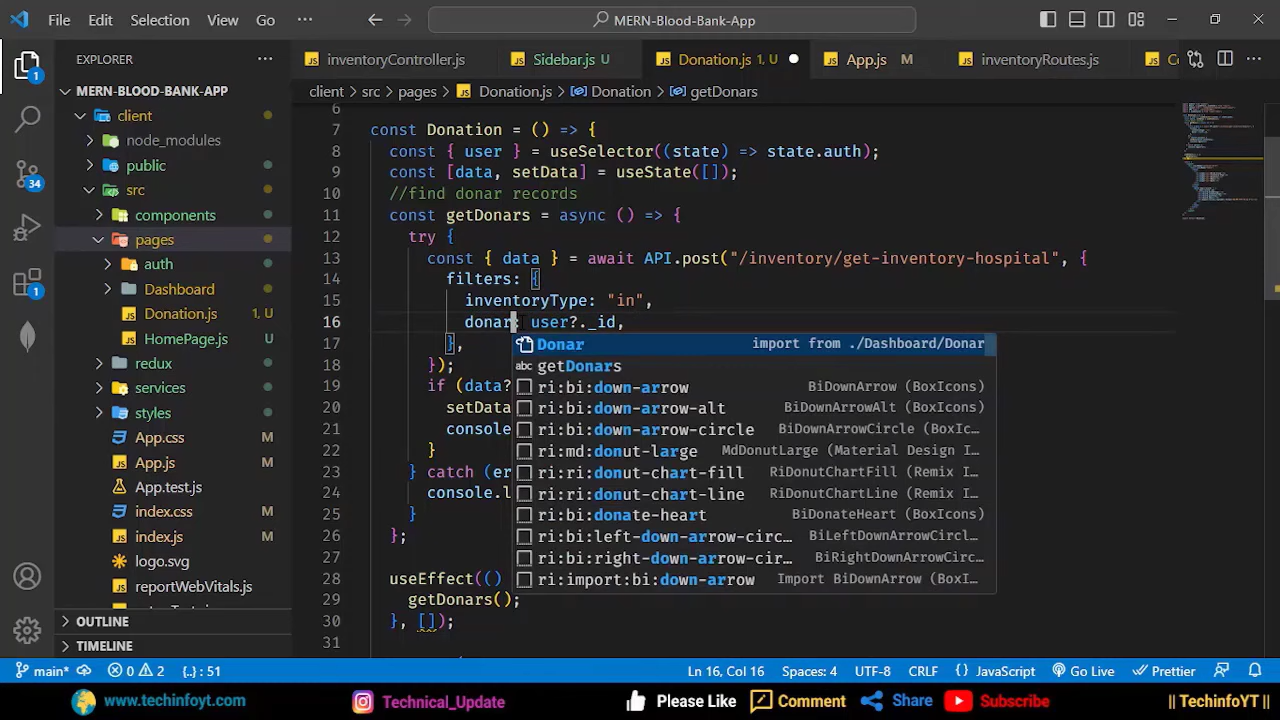 File Edit Selection View Go ··· MERN-Blood-Bank-App
EXPLORER ···
inventoryController.js Sidebar.js U Donation.js 1, U App.js M inventoryRoutes.js
client > src > pages > Donation.js > Donation > getDonars
MERN-BLOOD-BANK-APP
client
node_modules
public
src
components
pages
auth
Dashboard
Donation.js 1, U
HomePage.js
redux
services
styles
App.css M
App.js M
App.test.js
index.css M
index.js M
logo.svg
reportWebVitals.js
OUTLINE
TIMELINE
1
34
1
6
7 const Donation = () => {
8 const { user } = useSelector((state) => state.auth);
9 const [data, setData] = useState([]);
10 //find donar records
11 const getDonars = async () => {
12 try {
13 const { data } = await API.post("/inventory/get-inventory-hospital", {
14 filters: {
15 inventoryType: "in",
16 donar: user?._id,
17 },
18 });
19 if (data?
20 setData
21 console
22 }
23 } catch (er
24 console.l
25 }
26 };
27
28 useEffect(()
29 getDonars();
30 }, []);
31
Donar import from ./Dashboard/Donar
getDonars
ri:bi:down-arrow BiDownArrow (BoxIcons)
ri:bi:down-arrow-alt BiDownArrowAlt (BoxIcons)
ri:bi:down-arrow-circle BiDownArrowCircle (BoxIc…
ri:md:donut-large MdDonutLarge (Material Design I…
ri:ri:donut-chart-fill RiDonutChartFill (Remix I…
ri:ri:donut-chart-line RiDonutChartLine (Remix I…
ri:bi:donate-heart BiDonateHeart (BoxIcons)
ri:bi:left-down-arrow-circ… BiLeftDownArrowCircl…
ri:bi:right-down-arrow-cir… BiRightDownArrowCirc…
ri:import:bi:down-arrow Import BiDownArrow (BoxI…
main* 0 2 {..} : 51 Ln 16, Col 16 Spaces: 4 UTF-8 CRLF {} JavaScript Go Live Prettier
www.techinfoyt.com Technical_Update Please Like Comment Share Subscribe || TechinfoYT ||